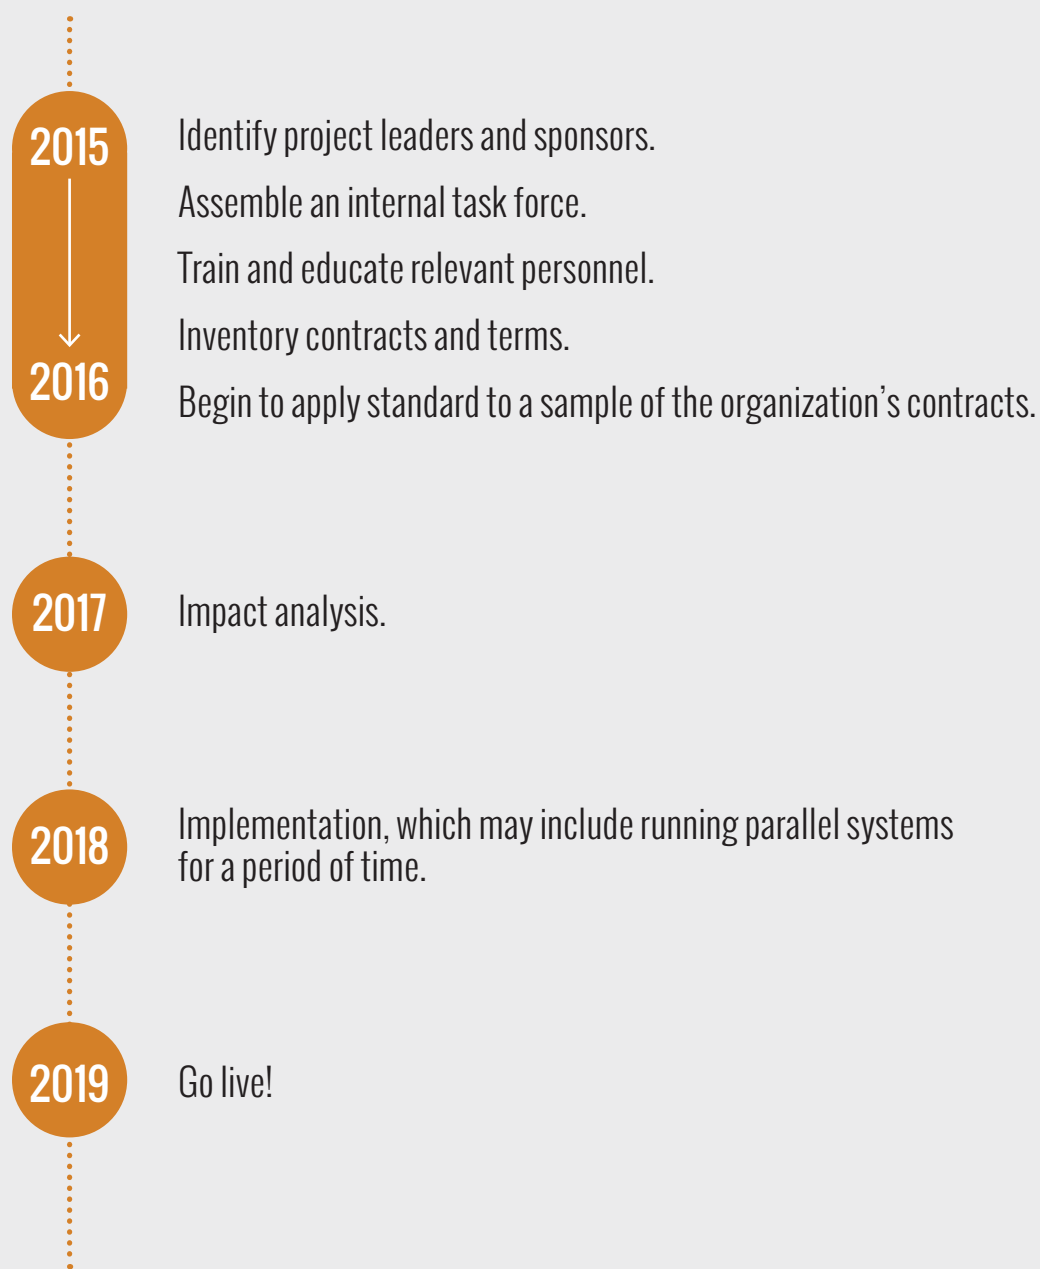 2015
Identify project leaders and sponsors.
Assemble an internal task force.
Train and educate relevant personnel.
Inventory contracts and terms.
2016
Begin to apply standard to a sample of the organization’s contracts.
2017
Impact analysis.
2018
Implementation, which may include running parallel systems
for a period of time.
2019
Go live!